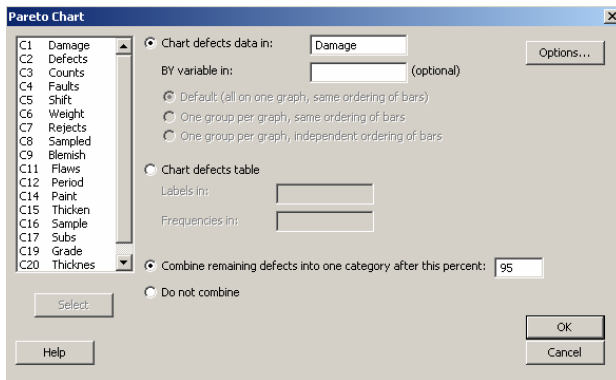 Pareto Chart
C1 Damage
C2 Defects
C3 Counts
C4 Faults
C5 Shift
C6 Weight
C7 Rejects
C8 Sampled
C9 Blemish
C11 Flaws
C12 Period
C14 Paint
C15 Thicken
C16 Sample
C17 Subs
C19 Grade
C20 Thicknes
Select
Help
Chart defects data in: Damage
BY variable in: (optional)
Default (all on one graph, same ordering of bars)
One group per graph, same ordering of bars
One group per graph, independent ordering of bars
Chart defects table
Labels in:
Frequencies in:
Combine remaining defects into one category after this percent: 95
Do not combine
Options...
OK
Cancel